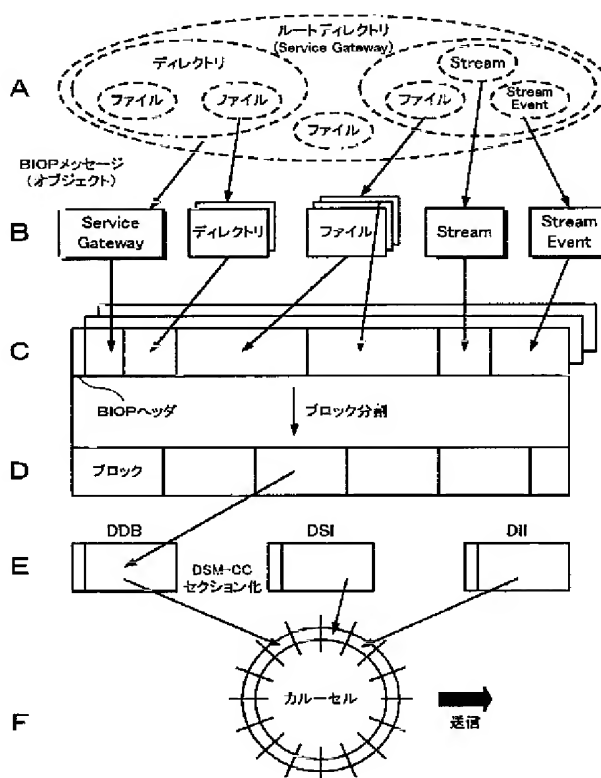 ルートディレクトリ
(Service Gateway)
ディレクトリ
Stream
A
ファイル
ファイル
ファイル
Stream
Event
ファイル
BIOPメッセージ
(オブジェクト)
B
Service
Gateway
ディレクトリ
ファイル
Stream
Stream
Event
C
BIOPヘッダ
ブロック分割
D
ブロック
DDB
DSI
DII
E
DSM-CC
セクション化
カルーセル
F
送信